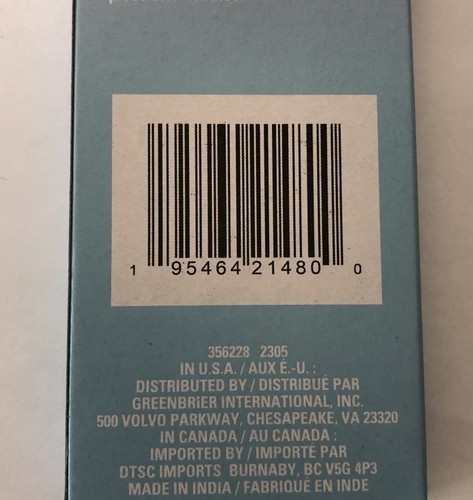 1 95464 21480 0
356228 2305
IN U.S.A. / AUX É.-U. :
DISTRIBUTED BY / DISTRIBUÉ PAR
GREENBRIER INTERNATIONAL, INC.
500 VOLVO PARKWAY, CHESAPEAKE, VA 23320
IN CANADA / AU CANADA :
IMPORTED BY / IMPORTÉ PAR
DTSC IMPORTS BURNABY, BC V5G 4P3
MADE IN INDIA / FABRIQUÉ EN INDE